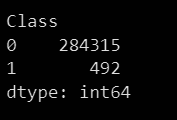 Class
0    284315
1       492
dtype: int64